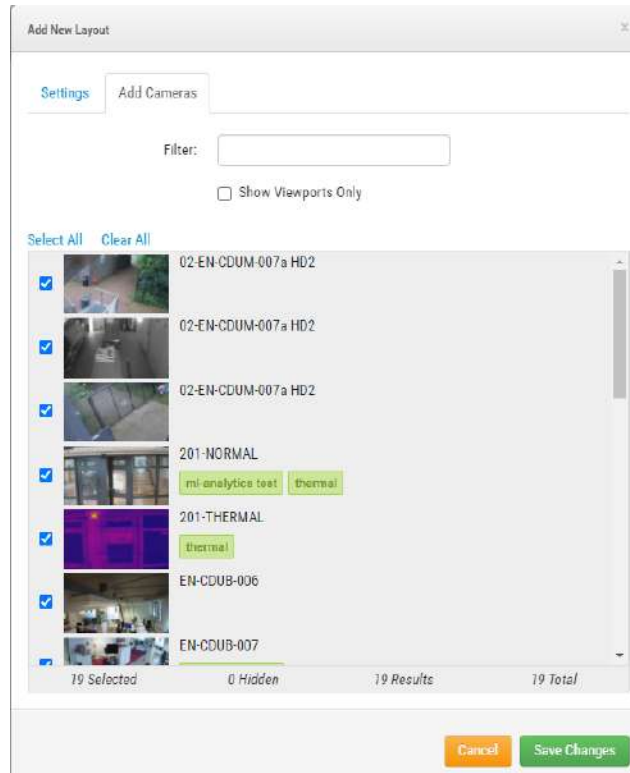 Add New Layout
x
Settings Add Cameras
Filter:
Show Viewports Only
Select All Clear All
02-EN-CDUM-007a HD2
02-EN-CDUM-007a HD2
02-EN-CDUM-007a HD2
201-NORMAL
ml-analytics test thermal
201-THERMAL
thermal
EN-CDUB-006
EN-CDUB-007
19 Selected 0 Hidden 19 Results 19 Total
Cancel Save Changes